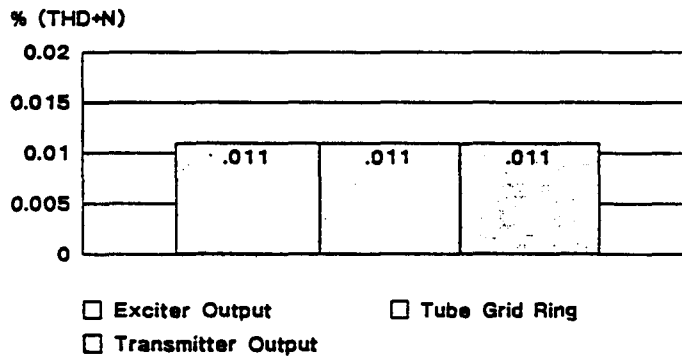 % (THD+N)
0.02
0.015
0.01
0.005
0
.011 .011 .011
Exciter Output
Tube Grid Ring
Transmitter Output